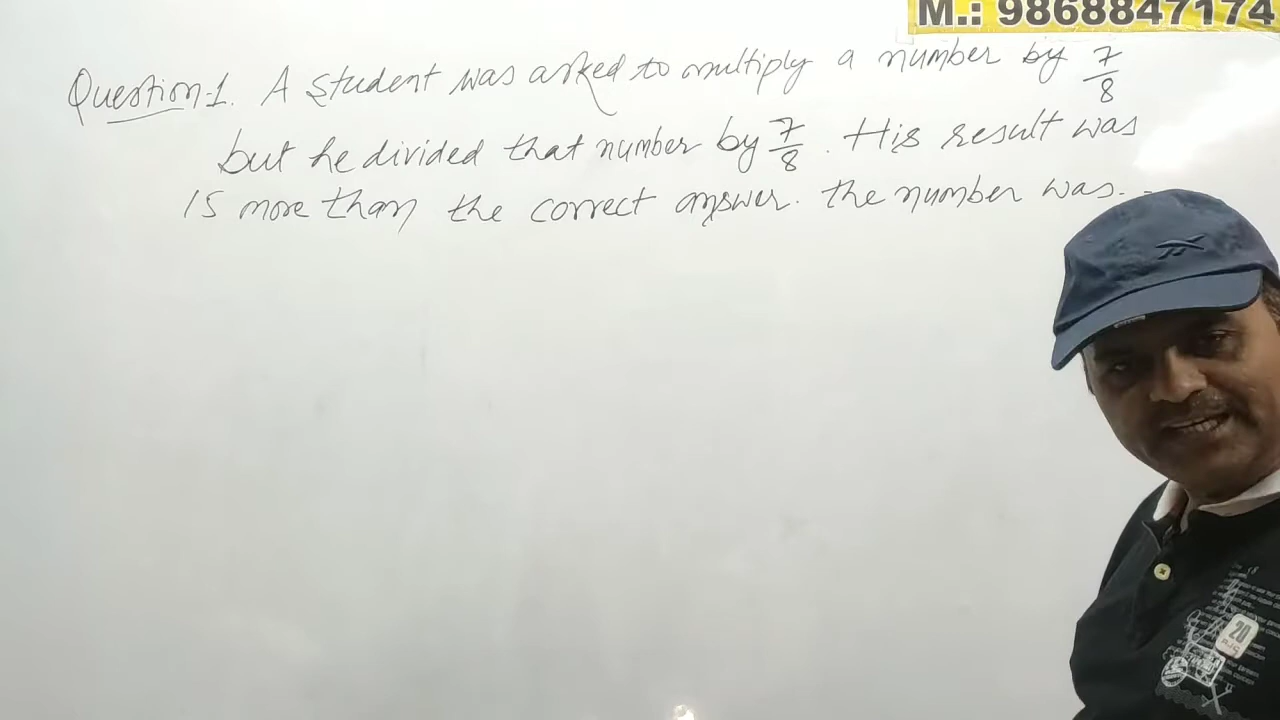 M.: 9868847174
Question 1. A student was asked to multiply a number by 7/8
but he divided that number by 7/8. His result was
15 more than the correct answer. the number was.
20